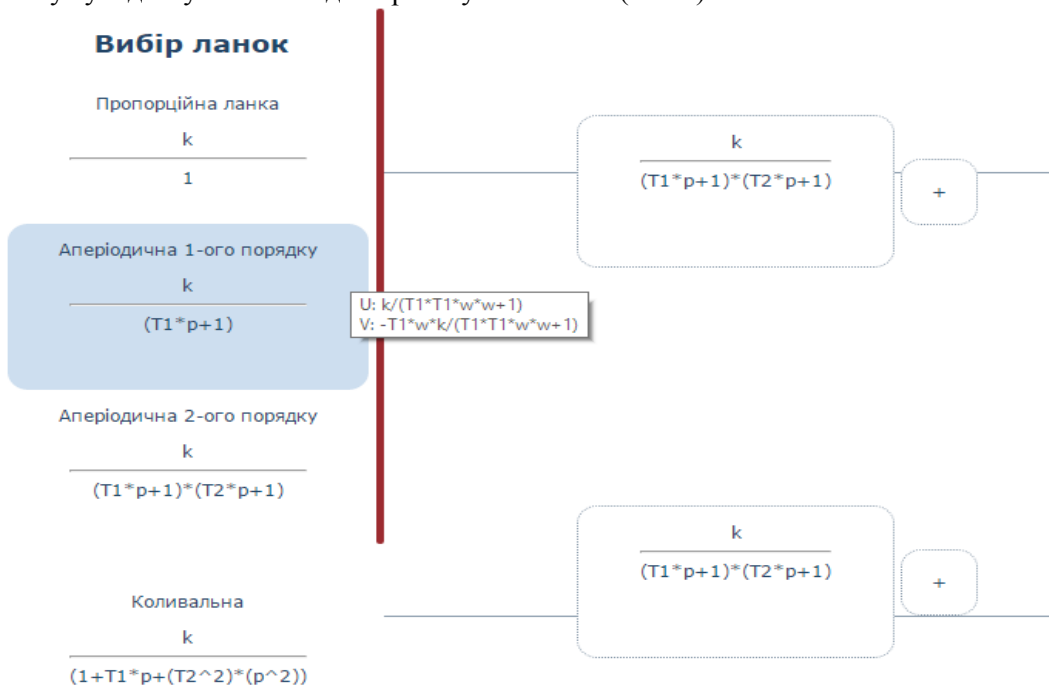 Вибір ланок
Пропорційна ланка
k
1
Аперіодична 1-ого порядку
k
(T1*p+1)
U: k/(T1*T1*w*w+1)
V: -T1*w*k/(T1*T1*w*w+1)
Аперіодична 2-ого порядку
k
(T1*p+1)*(T2*p+1)
Коливальна
k
(1+T1*p+(T2^2)*(p^2))
k
(T1*p+1)*(T2*p+1)
+
k
(T1*p+1)*(T2*p+1)
+